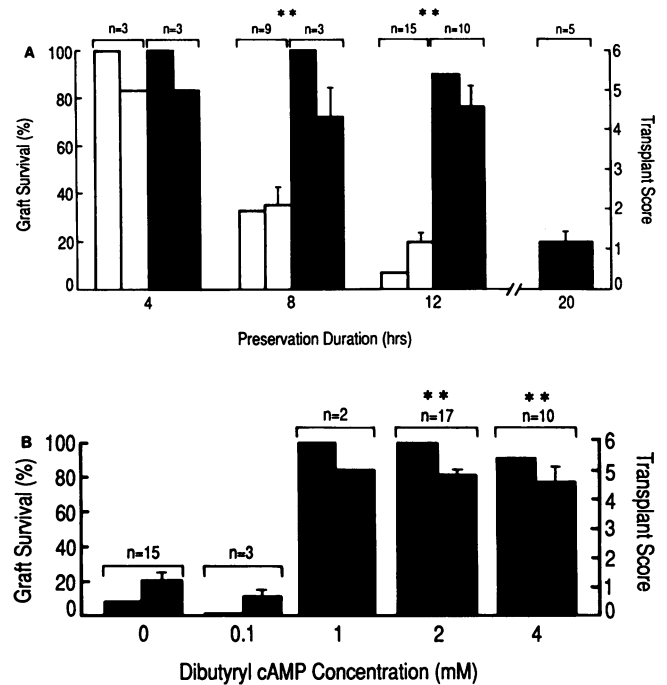 * * * *
n=3 n=3 n=9 n=3 n=15 n=10 n=5
A
100 80 60 40 20 0
Graft Survival (%)
6 5 4 3 2 1 0
Transplant Score
4 8 12 20
Preservation Duration (hrs)
* * * *
n=2 n=17 n=10
B
n=15 n=3
100 80 60 40 20 0
Graft Survival (%)
6 5 4 3 2 1 0
Transplant Score
0 0.1 1 2 4
Dibutyryl cAMP Concentration (mM)